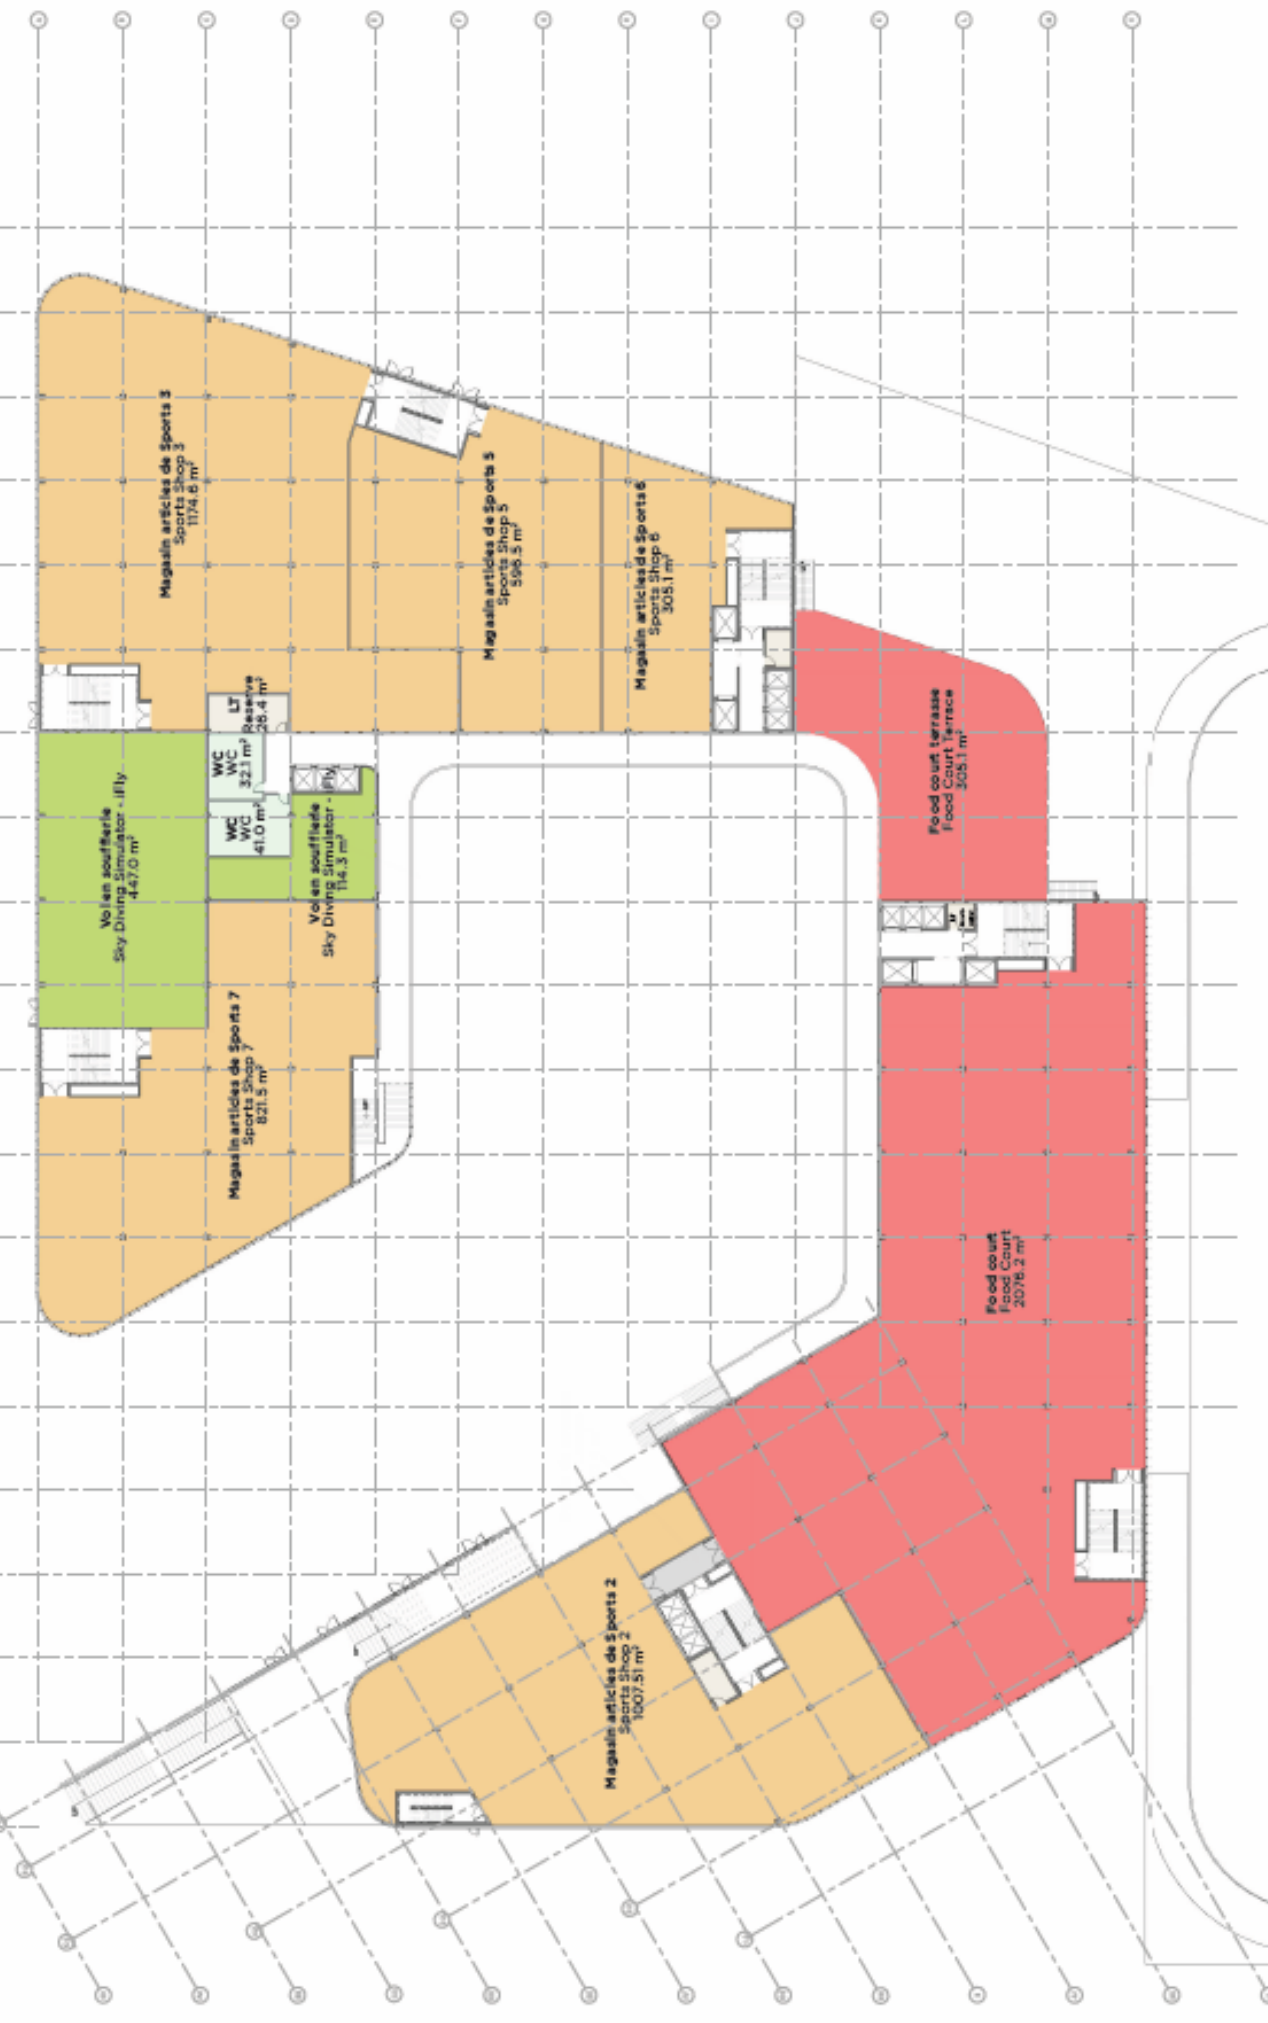 Magasin articles de Sports 3
Sports Shop 3
1174.6 m²
Magasin articles de Sports 5
Sports Shop 5
596.5 m²
Magasin articles de Sports 6
Sports Shop 6
305.1 m²
LT
Reserve
26.4 m²
WC
WC
32.1 m²
WC
WC
41.0 m²
Vol en soufflerie
Sky Diving Simulator - iFly
447.0 m²
Vol en soufflerie
Sky Diving Simulator - iFly
114.3 m²
Food court terrasse
Food Court Terrace
305.1 m²
Magasin articles de Sports 7
Sports Shop 7
821.5 m²
Food court
Food Court
2076.2 m²
Magasin articles de Sports 2
Sports Shop 2
1007.51 m²